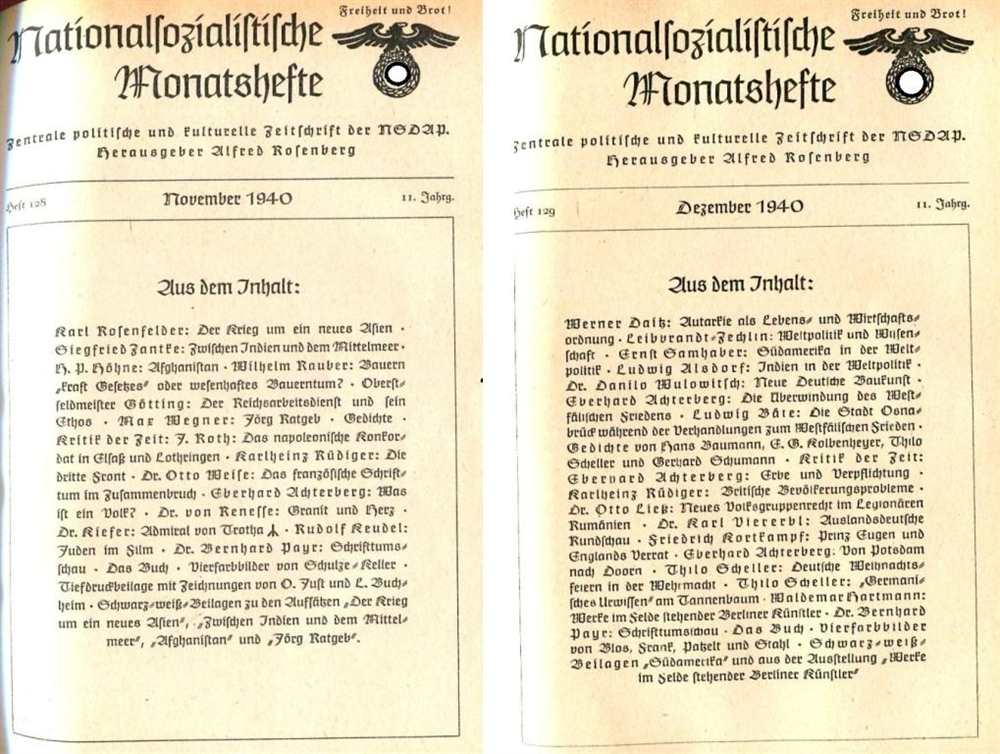 Freiheit und Brot!
Nationalsozialistische
Monatshefte
Zentrale politische und kulturelle Zeitschrift der NSDAP.
Herausgeber Alfred Rosenberg
Heft 128 November 1940 11. Jahrg.
Aus dem Inhalt:
Karl Rosenfelder: Der Krieg um ein neues Asien ·
Siegfried Zantke: Zwischen Indien und dem Mittelmeer ·
H. P. Höhne: Afghanistan · Wilhelm Rauber: Bauern
„kraft Gesetzes“ oder wesenhaftes Bauerntum? · Oberst-
feldmeister Götting: Der Reichsarbeitsdienst und sein
Ethos · Max Wegner: Jörg Ratgeb · Gedichte ·
Kritik der Zeit: J. Roth: Das napoleonische Konkor-
dat in Elsaß und Lothringen · Karlheinz Rüdiger: Die
dritte Front · Dr. Otto Weise: Das französische Schrift-
tum im Zusammenbruch · Eberhard Achterberg: Was
ist ein Volk? · Dr. von Renesse: Granit und Herz ·
Dr. Kiefer: Admiral von Trotha ᛉ · Rudolf Keudel:
Juden im Film · Dr. Bernhard Payr: Schrifttums-
schau · Das Buch · Vierfarbbilder von Schulze-Keller ·
Tiefdruckbeilage mit Zeichnungen von O. Just und L. Buch-
heim · Schwarz-weiß-Beilagen zu den Aufsätzen „Der Krieg
um ein neues Asien“, „Zwischen Indien und dem Mittel-
meer“, „Afghanistan“ und „Jörg Ratgeb“.
Freiheit und Brot!
Nationalsozialistische
Monatshefte
Zentrale politische und kulturelle Zeitschrift der NSDAP.
Herausgeber Alfred Rosenberg
Heft 129 Dezember 1940 11. Jahrg.
Aus dem Inhalt:
Werner Daitz: Autarkie als Lebens- und Wirtschafts-
ordnung · Leibbrandt-Zechlin: Weltpolitik und Wissen-
schaft · Ernst Samhaber: Südamerika in der Welt-
politik · Ludwig Alsdorf: Indien in der Weltpolitik ·
Dr. Danilo Wulowitsch: Neue Deutsche Baukunst ·
Eberhard Achterberg: Die Überwindung des West-
fälischen Friedens · Ludwig Bäte: Die Stadt Osna-
brück während der Verhandlungen zum Westfälischen Frieden ·
Gedichte von Hans Baumann, E. G. Kolbenheyer, Thilo
Scheller und Gerhard Schumann · Kritik der Zeit:
Eberhard Achterberg: Erbe und Verpflichtung ·
Karlheinz Rüdiger: Britische Bevölkerungsprobleme ·
Dr. Otto Ließ: Neues Volksgruppenrecht im Legionären
Rumänien · Dr. Karl Viererbl: Auslandsdeutsche
Rundschau · Friedrich Kortkampf: Prinz Eugen und
Englands Verrat · Eberhard Achterberg: Von Potsdam
nach Doorn · Thilo Scheller: Deutsche Weihnachts-
feiern in der Wehrmacht · Thilo Scheller: „Germani-
sches Urwissen“ am Tannenbaum · Waldemar Hartmann:
Werke im Felde stehender Berliner Künstler · Dr. Bernhard
Payr: Schrifttumsschau · Das Buch · Vierfarbbilder
von Blos, Frank, Patzelt und Stahl · Schwarz-weiß-
Beilagen „Südamerika“ und aus der Ausstellung „Werke
im Felde stehender Berliner Künstler“